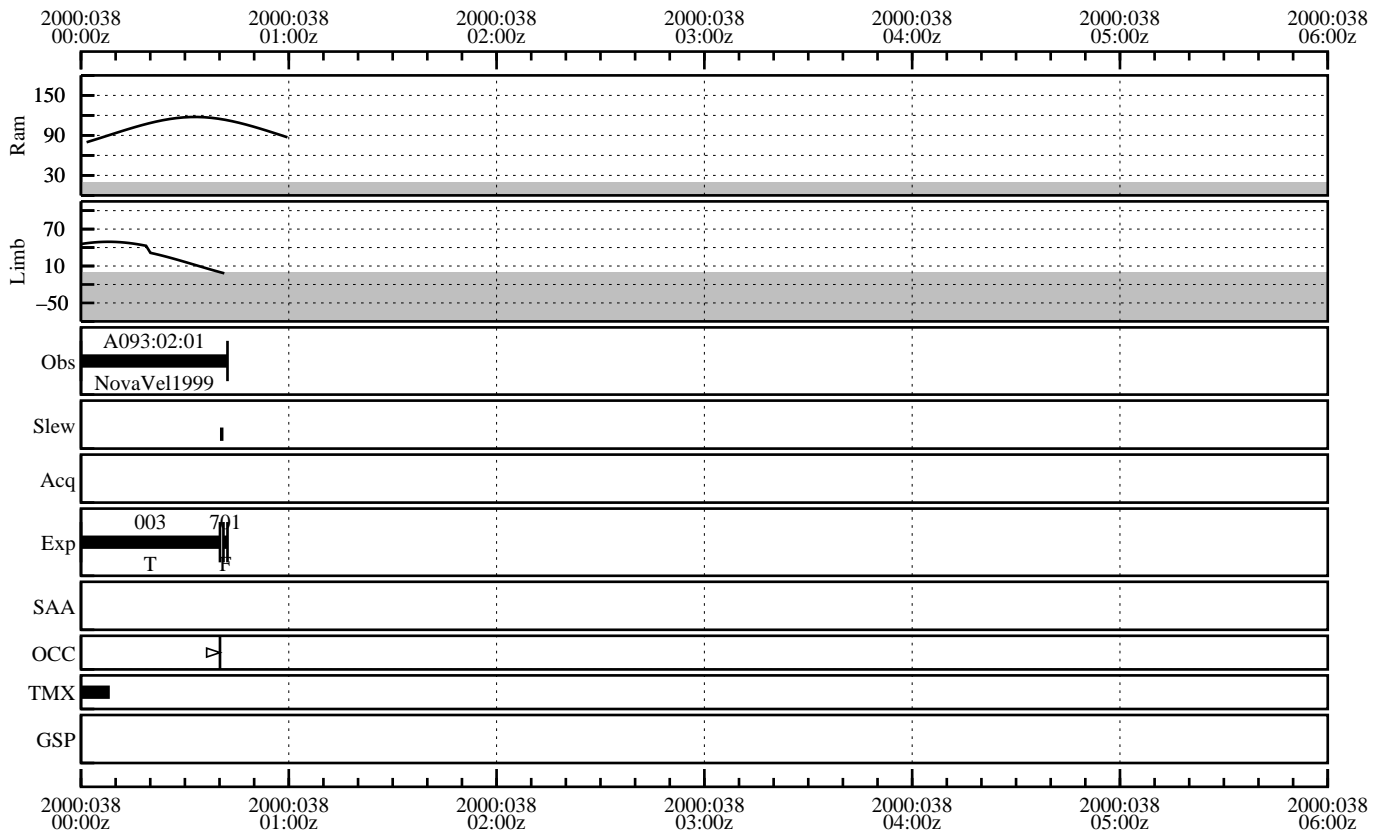 2000:038 2000:038 2000:038 2000:038 2000:038 2000:038 2000:038
00:00z 01:00z 02:00z 03:00z 04:00z 05:00z 06:00z
Ram
150
90
30
Limb
70
10
−50
Obs
A093:02:01
NovaVel1999
Slew
Acq
Exp
003 701
T F
SAA
OCC
TMX
GSP
2000:038 2000:038 2000:038 2000:038 2000:038 2000:038 2000:038
00:00z 01:00z 02:00z 03:00z 04:00z 05:00z 06:00z